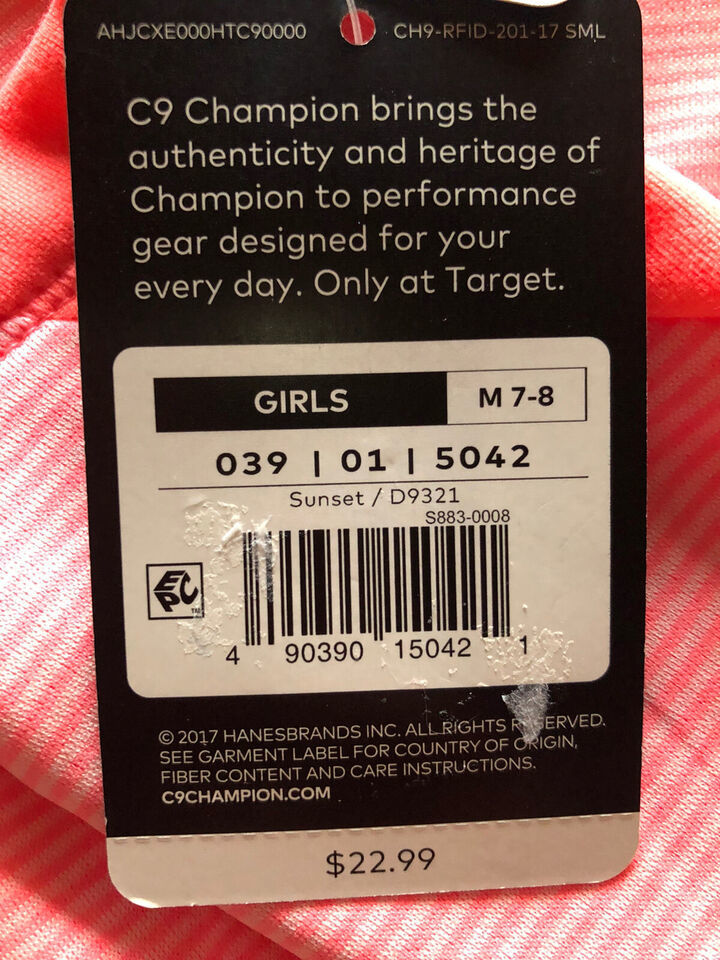 AHJCXE000HTC90000 CH9-RFID-201-17 SML
C9 Champion brings the
authenticity and heritage of
Champion to performance
gear designed for your
every day. Only at Target.
GIRLS M 7-8
039 | 01 | 5042
Sunset / D9321
S883-0008
EPC
TM
4 90390 15042 1
© 2017 HANESBRANDS INC. ALL RIGHTS RESERVED.
SEE GARMENT LABEL FOR COUNTRY OF ORIGIN,
FIBER CONTENT AND CARE INSTRUCTIONS.
C9CHAMPION.COM
$22.99